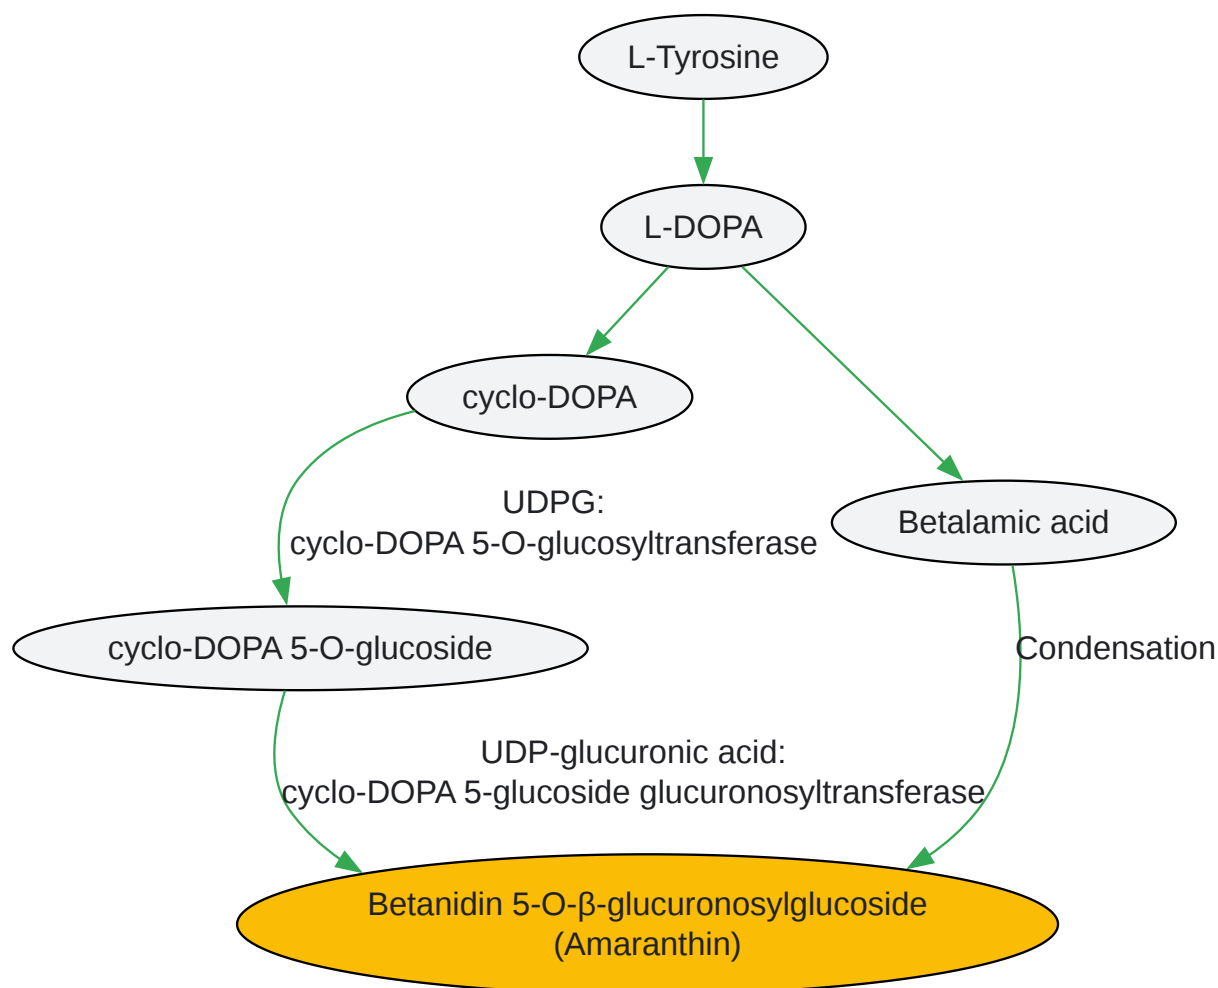 L-Tyrosine
L-DOPA
cyclo-DOPA
UDPG:
cyclo-DOPA 5-O-glucosyltransferase
Betalamic acid
cyclo-DOPA 5-O-glucoside
Condensation
UDP-glucuronic acid:
cyclo-DOPA 5-glucoside glucuronosyltransferase
Betanidin 5-O-β-glucuronosylglucoside
(Amaranthin)